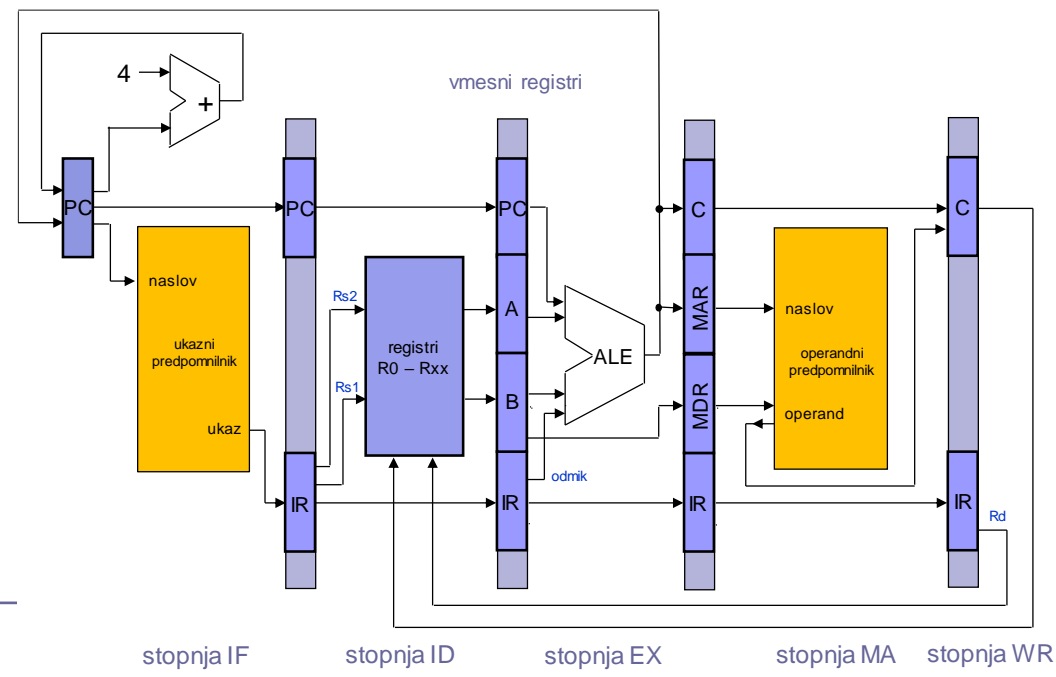 4
+
vmesni registri
PC
PC
PC
C
C
naslov
ukazni
predpomnilnik
ukaz
Rs2
Rs1
registri
R0 – Rxx
A
B
ALE
MAR
MDR
naslov
operandni
predpomnilnik
operand
odmik
IR
IR
IR
IR
Rd
stopnja IF
stopnja ID
stopnja EX
stopnja MA
stopnja WR